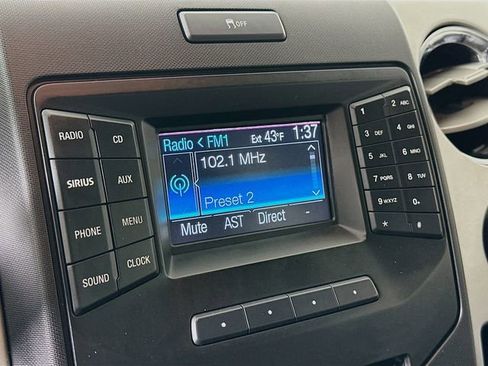 OFF
RADIO CD
SIRIUS AUX
PHONE MENU
SOUND CLOCK
Radio < FM1 Ext 43°F 1:37
102.1 MHz
Preset 2
Mute AST Direct -
1 2 ABC
3 DEF 4 GHI
5 JKL 6 MNO
7 PQRS 8 TUV
9 WXYZ 0
* #